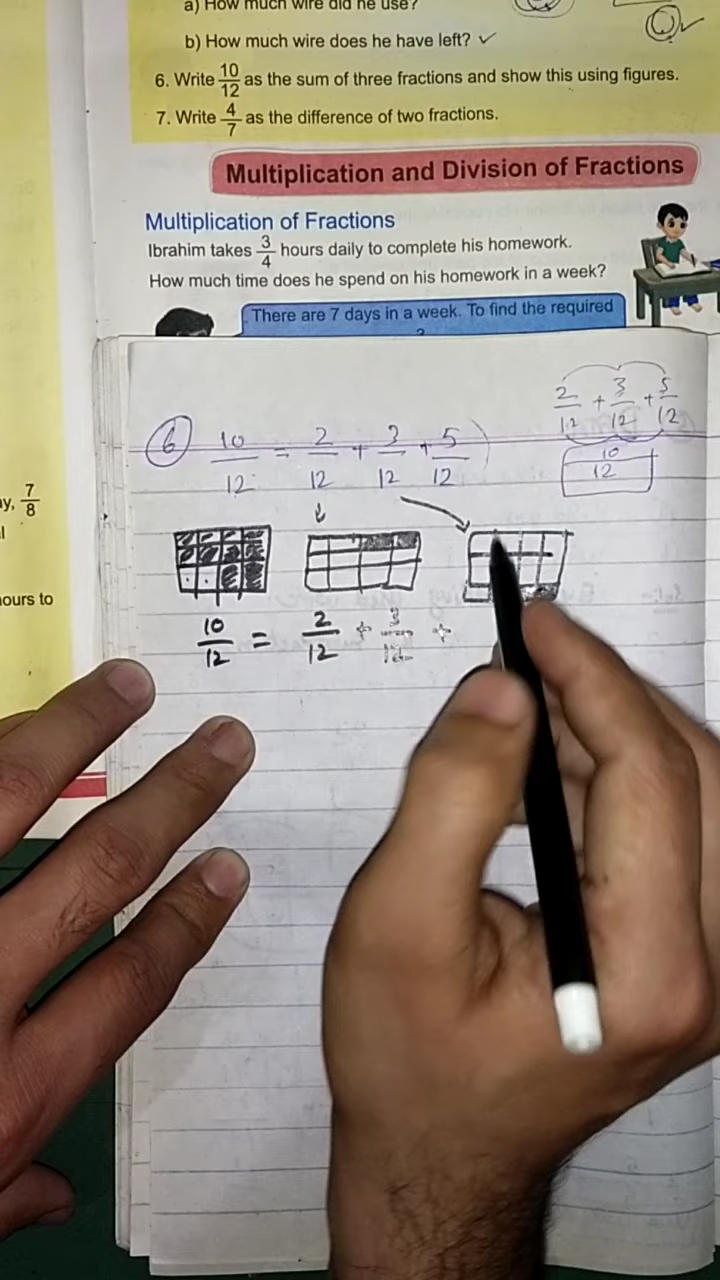 a) How much wire did he use?
b) How much wire does he have left? ✓
6. Write 10/12 as the sum of three fractions and show this using figures.
7. Write 4/7 as the difference of two fractions.
Multiplication and Division of Fractions
Multiplication of Fractions
Ibrahim takes 3/4 hours daily to complete his homework.
How much time does he spend on his homework in a week?
There are 7 days in a week. To find the required
7/8
ours to
2/12 + 3/12 + 5/12
10/12
6 10/12 = 2/12 + 3/12 + 5/12
10/12 = 2/12 + 3/12 +